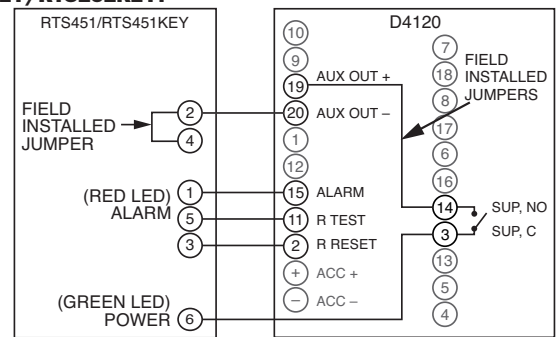 RTS451/RTS451KEY
FIELD
INSTALLED
JUMPER
2
4
(RED LED)
ALARM
1
5
3
(GREEN LED)
POWER
6
D4120
10
9
19
AUX OUT +
20
AUX OUT –
1
12
15
ALARM
11
R TEST
2
R RESET
+
ACC +
–
ACC –
7
18
8
17
6
16
14
SUP, NO
3
SUP, C
13
5
4
FIELD
INSTALLED
JUMPERS